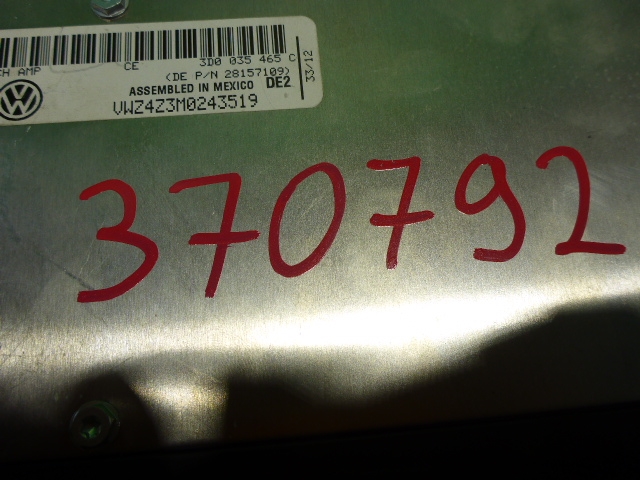 CH AMP CE 3D0 035 465 C
(DE P/N 28157109)
ASSEMBLED IN MEXICO DE2
VWZ4Z3M0243519
33/12
370792